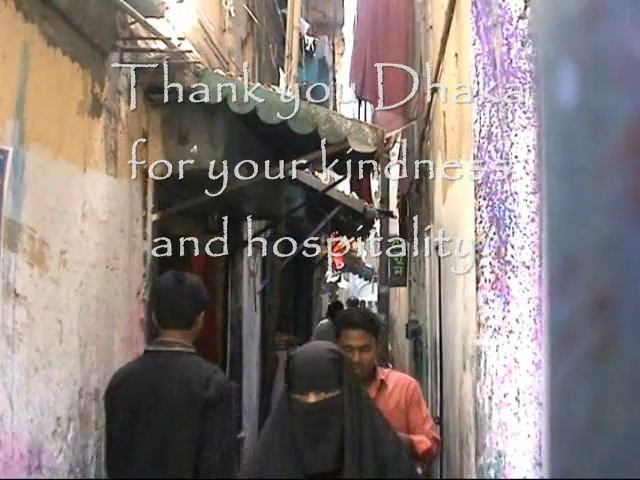 Thank you Dhaka
for your kindness
and hospitality